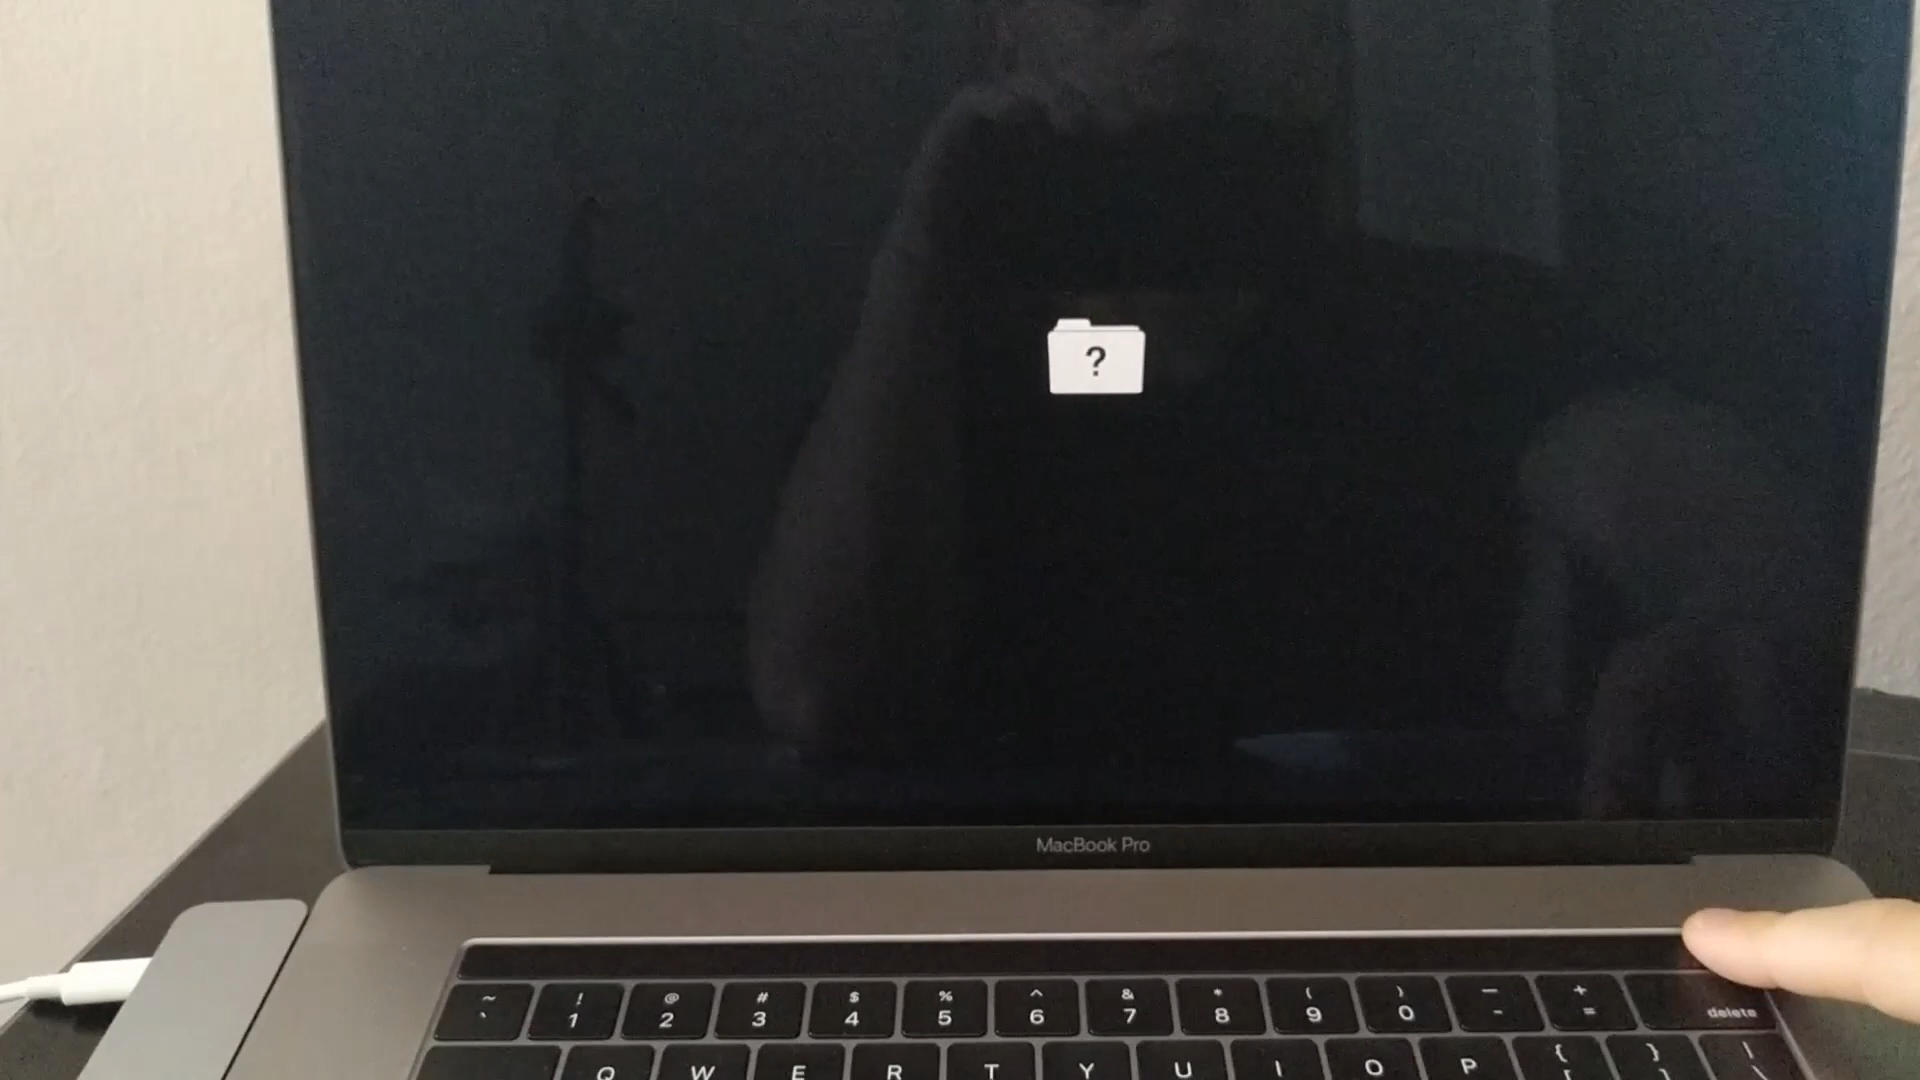 ?
MacBook Pro
~ ! @ # $ % ^ & * ( ) — +
` 1 2 3 4 5 6 7 8 9 0 - = delete
Q W E R T Y U I O P { [ } ] | \